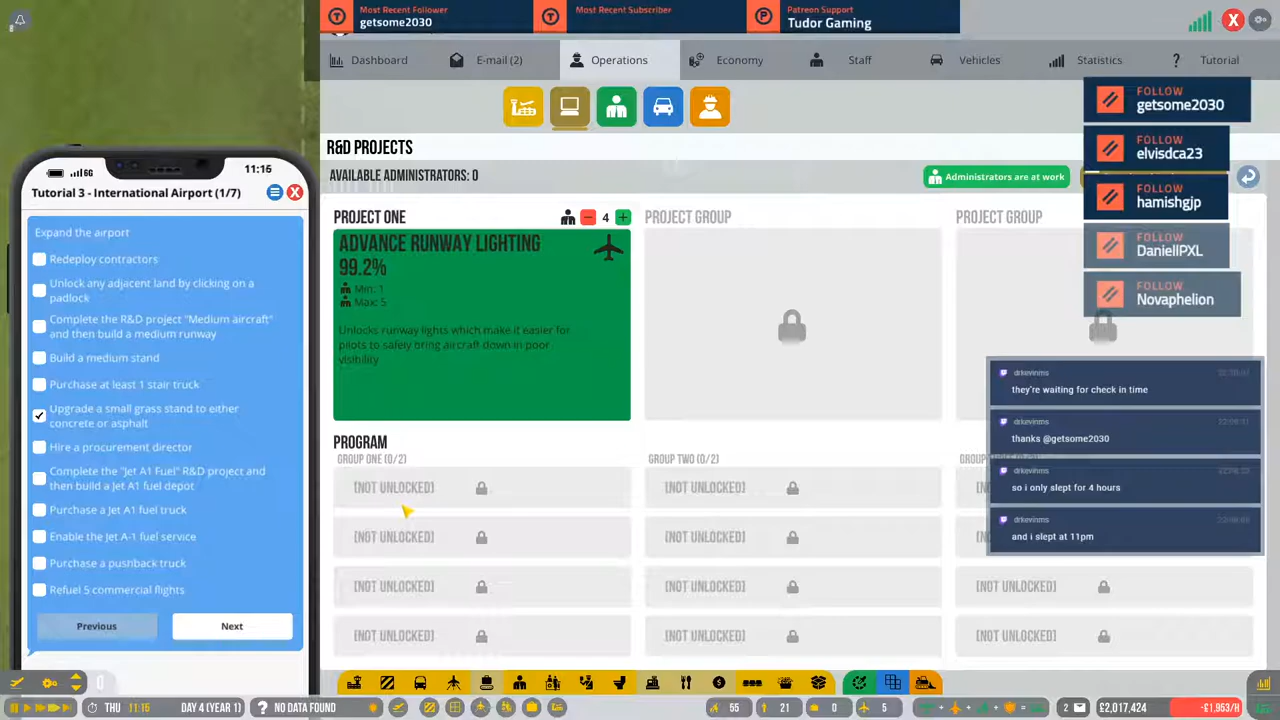 Most Recent Follower
getsome2030
Most Recent Subscriber
Patreon Support
Tudor Gaming
Dashboard
E-mail (2)
Operations
Economy
Staff
Vehicles
Statistics
Tutorial
FOLLOW
getsome2030
FOLLOW
elvisdca23
FOLLOW
hamishgjp
FOLLOW
DaniellPXL
FOLLOW
Novaphelion
R&D PROJECTS
AVAILABLE ADMINISTRATORS: 0
Administrators are at work
PROJECT ONE
4
PROJECT GROUP
PROJECT GROUP
ADVANCE RUNWAY LIGHTING
99.2%
Min: 1
Max: 5
Unlocks runway lights which make it easier for
pilots to safely bring aircraft down in poor
visibility
PROGRAM
GROUP ONE (0/2)
GROUP TWO (0/2)
[NOT UNLOCKED]
[NOT UNLOCKED]
[NOT UNLOCKED]
[NOT UNLOCKED]
[NOT UNLOCKED]
[NOT UNLOCKED]
[NOT UNLOCKED]
[NOT UNLOCKED]
[NOT UNLOCKED]
[NOT UNLOCKED]
drkevinms
they're waiting for check in time
drkevinms
thanks @getsome2030
drkevinms
so i only slept for 4 hours
drkevinms
and i slept at 11pm
6G
11:15
Tutorial 3 - International Airport (1/7)
Expand the airport
Redeploy contractors
Unlock any adjacent land by clicking on a
padlock
Complete the R&D project "Medium aircraft"
and then build a medium runway
Build a medium stand
Purchase at least 1 stair truck
Upgrade a small grass stand to either
concrete or asphalt
Hire a procurement director
Complete the "Jet A1 Fuel" R&D project and
then build a Jet A1 fuel depot
Purchase a Jet A1 fuel truck
Enable the Jet A-1 fuel service
Purchase a pushback truck
Refuel 5 commercial flights
Previous
Next
0
THU
11:15
DAY 4 (YEAR 1)
? NO DATA FOUND
55
21
0
5
2
£2,017,424
-£1,953/H